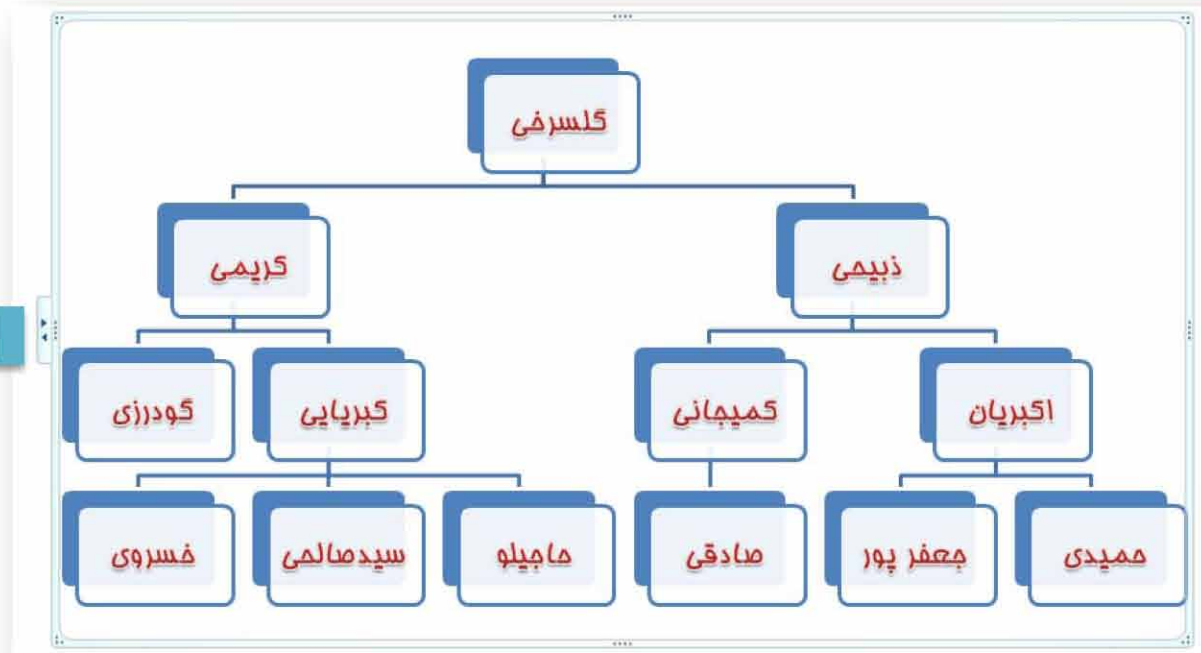 گلسرخی
ذبیحی
کریمی
اکبریان
کمیجانی
کبریایی
گودرزی
حمیدی
جعفر پور
صادقی
حاجیلو
سیدصالحی
خسروی